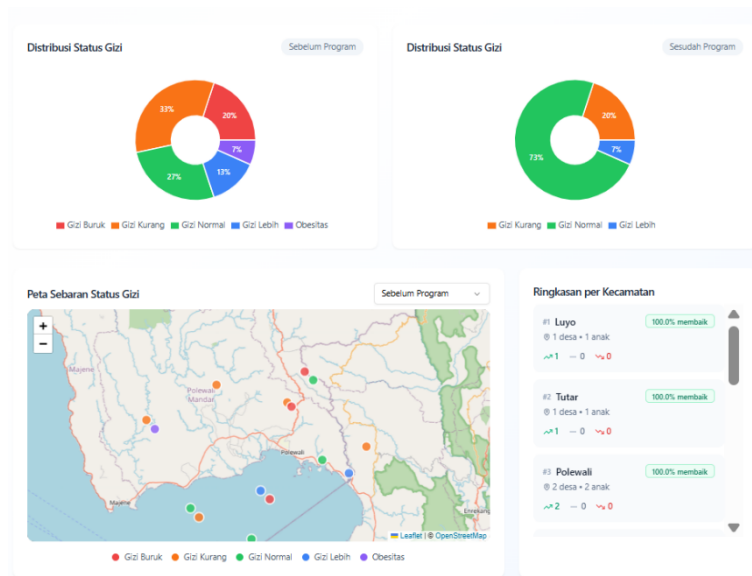 Distribusi Status Gizi
Sebelum Program
33%
20%
7%
13%
27%
Gizi Buruk Gizi Kurang Gizi Normal Gizi Lebih Obesitas
Distribusi Status Gizi
Sesudah Program
20%
7%
73%
Gizi Kurang Gizi Normal Gizi Lebih
Peta Sebaran Status Gizi
Sebelum Program
+
−
Majene
Polewali
Mandar
Polewali
Majene
Enrekang
Leaflet | © OpenStreetMap
Gizi Buruk Gizi Kurang Gizi Normal Gizi Lebih Obesitas
Ringkasan per Kecamatan
#1 Luyo 100.0% membaik
1 desa • 1 anak
1 — 0 0
#2 Tutar 100.0% membaik
1 desa • 1 anak
1 — 0 0
#3 Polewali 100.0% membaik
2 desa • 2 anak
2 — 0 0